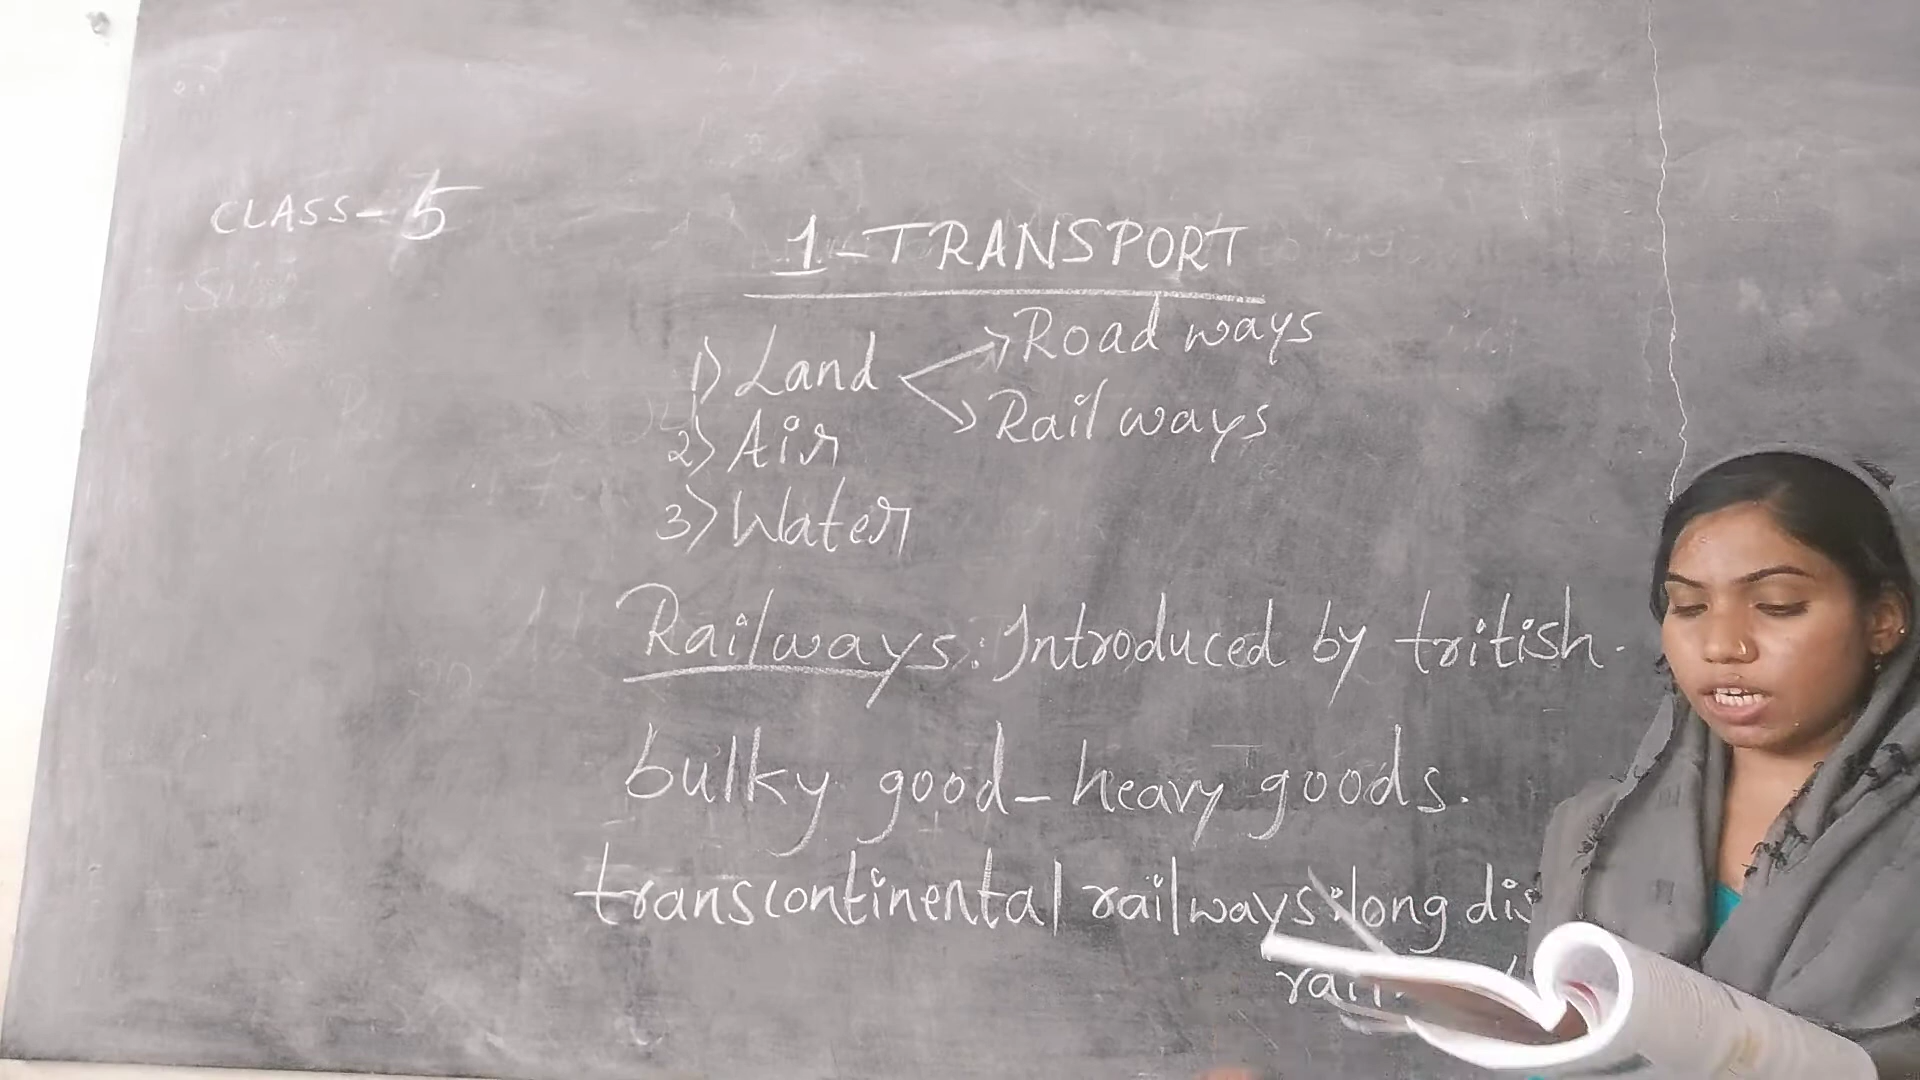 CLASS-5
1-TRANSPORT
1) Land → Road ways
→ Rail ways
2) Air
3) Water
Railways: Introduced by tritish.
bulky good - heavy goods.
transcontinental railways: long